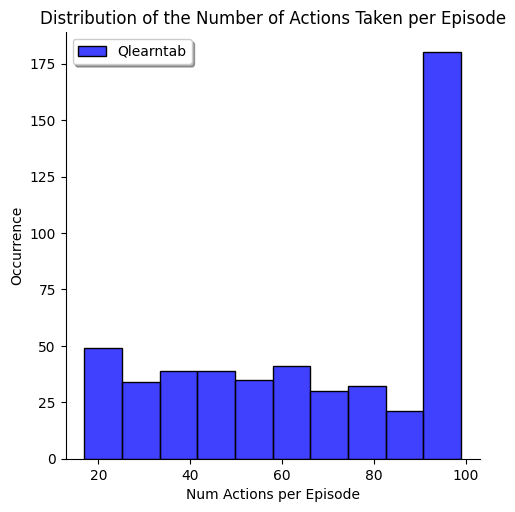 Distribution of the Number of Actions Taken per Episode
Qlearntab
175
150
125
100
75
50
25
0
Occurrence
20 40 60 80 100
Num Actions per Episode